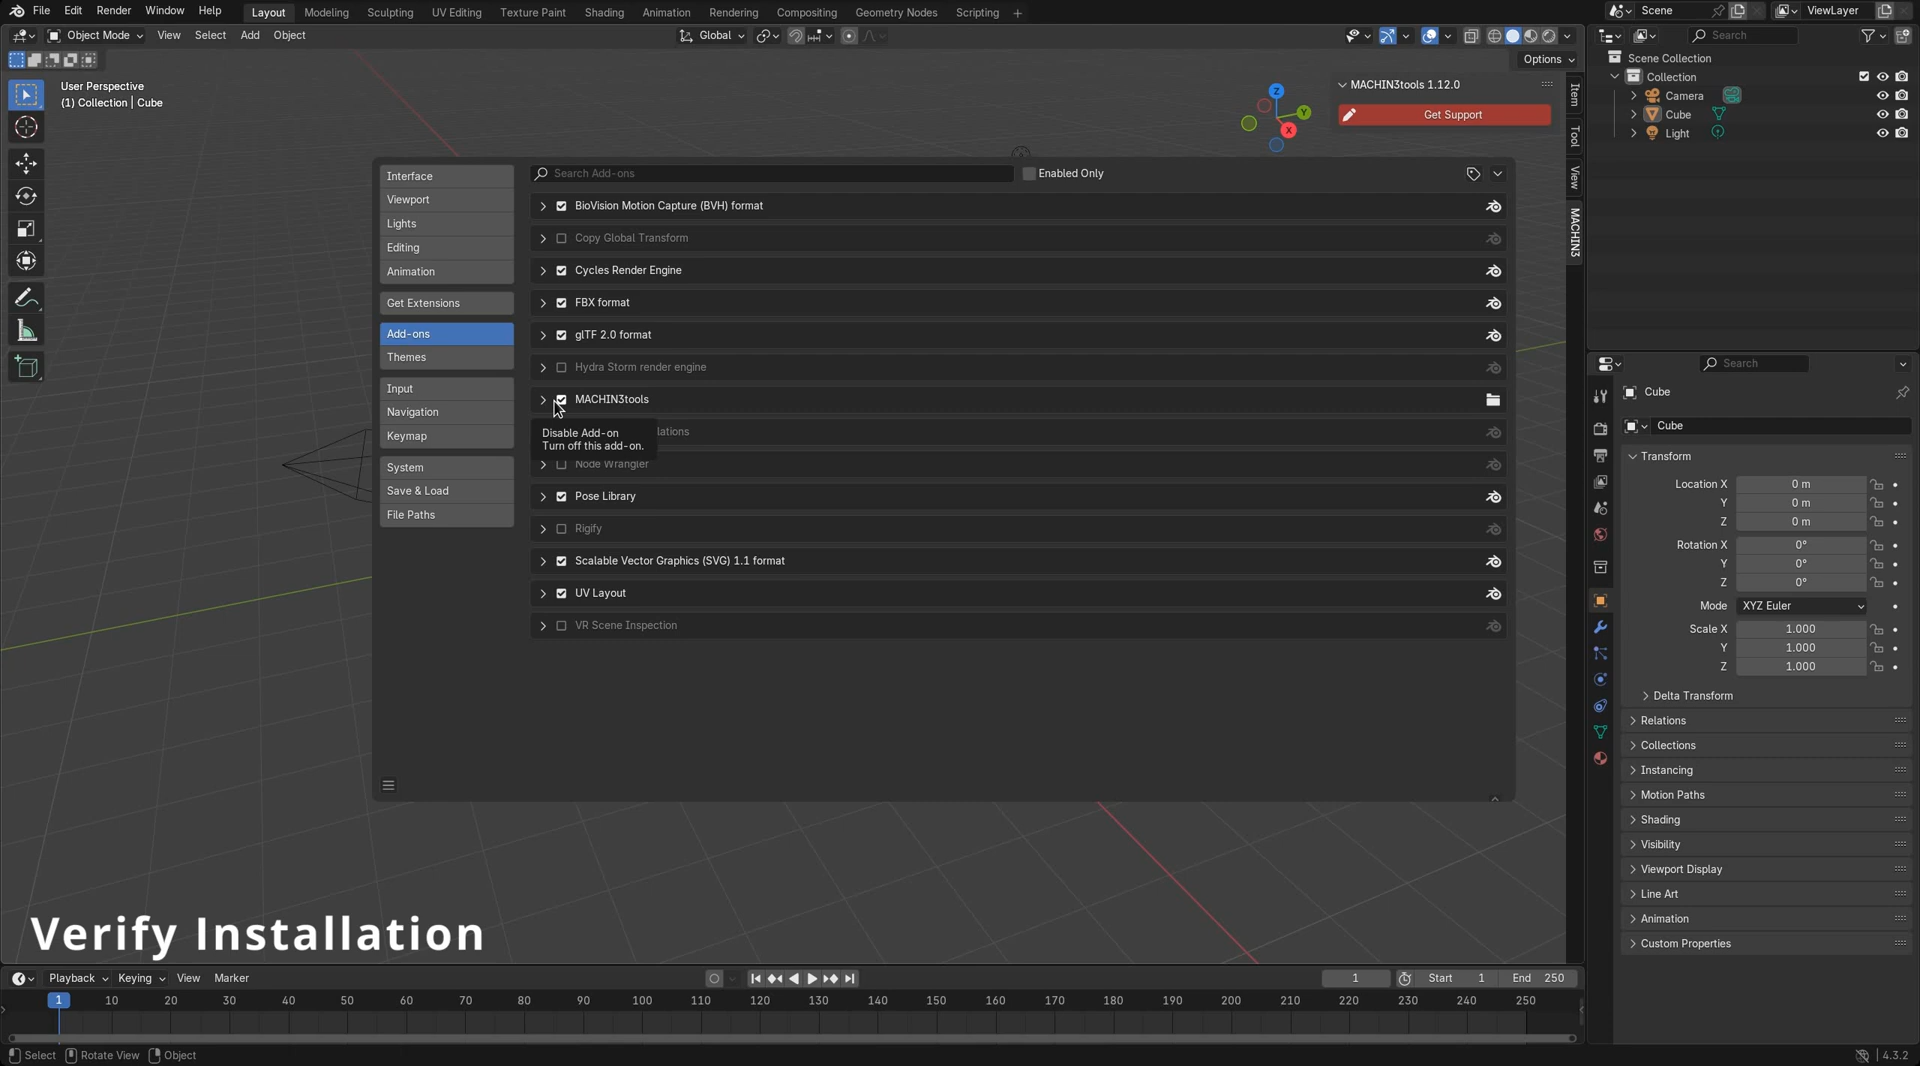 File Edit Render Window Help Layout Modeling Sculpting UV Editing Texture Paint Shading Animation Rendering Compositing Geometry Nodes Scripting + Scene ViewLayer
Object Mode View Select Add Object Global Search
Options
User Perspective
(1) Collection | Cube
Z
Y
X
MACHIN3tools 1.12.0
Get Support
Item
Tool
View
MACHIN3
Scene Collection
Collection
Camera
Cube
Light
Interface
Viewport
Lights
Editing
Animation
Get Extensions
Add-ons
Themes
Input
Navigation
Keymap
System
Save & Load
File Paths
Search Add-ons Enabled Only
BioVision Motion Capture (BVH) format
Copy Global Transform
Cycles Render Engine
FBX format
glTF 2.0 format
Hydra Storm render engine
MACHIN3tools
lations
Disable Add-on
Turn off this add-on.
Node Wrangler
Pose Library
Rigify
Scalable Vector Graphics (SVG) 1.1 format
UV Layout
VR Scene Inspection
Search
Cube
Cube
Transform
Location X 0 m
Y 0 m
Z 0 m
Rotation X 0°
Y 0°
Z 0°
Mode XYZ Euler
Scale X 1.000
Y 1.000
Z 1.000
Delta Transform
Relations
Collections
Instancing
Motion Paths
Shading
Visibility
Viewport Display
Line Art
Animation
Custom Properties
Verify Installation
Playback Keying View Marker 1 Start 1 End 250
1 10 20 30 40 50 60 70 80 90 100 110 120 130 140 150 160 170 180 190 200 210 220 230 240 250
Select Rotate View Object 4.3.2